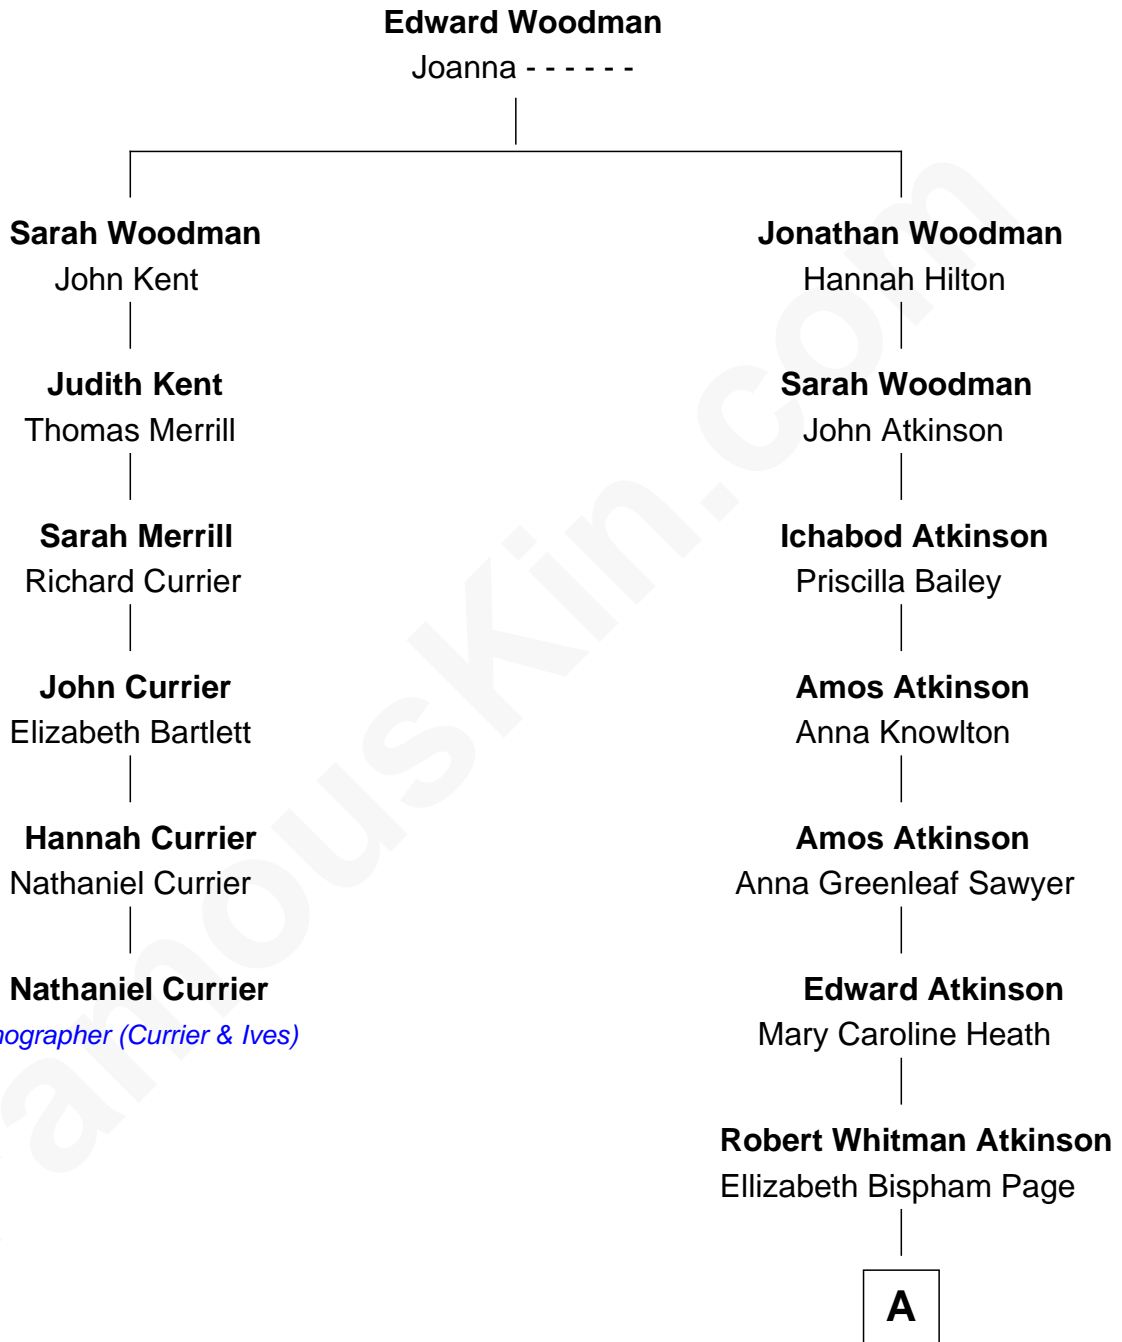 Edward Woodman
Joanna - - - - - -
Sarah Woodman
John Kent
Jonathan Woodman
Hannah Hilton
Judith Kent
Thomas Merrill
Sarah Woodman
John Atkinson
Sarah Merrill
Richard Currier
Ichabod Atkinson
Priscilla Bailey
John Currier
Elizabeth Bartlett
Amos Atkinson
Anna Knowlton
Hannah Currier
Nathaniel Currier
Amos Atkinson
Anna Greenleaf Sawyer
Nathaniel Currier
nographer (Currier & Ives)
Edward Atkinson
Mary Caroline Heath
Robert Whitman Atkinson
Ellizabeth Bispham Page
A
amousKin.com